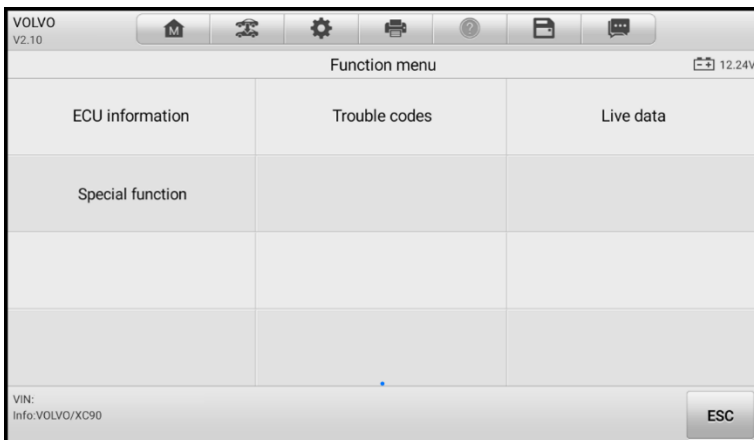 VOLVO
V2.10
M
Function menu
12.24V
ECU information
Trouble codes
Live data
Special function
VIN:
Info:VOLVO/XC90
ESC